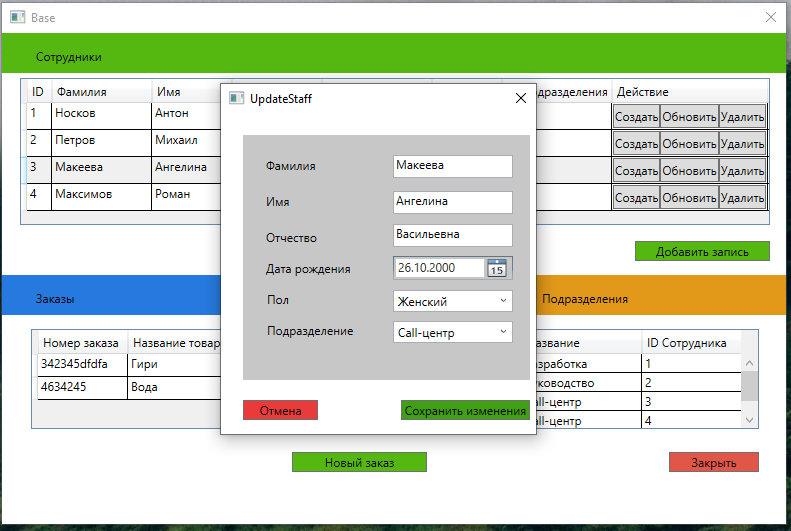 Base
Сотрудники
ID Фамилия Имя Подразделения Действие
1 Носков Антон Создать Обновить Удалить
2 Петров Михаил Создать Обновить Удалить
3 Макеева Ангелина Создать Обновить Удалить
4 Максимов Роман Создать Обновить Удалить
Добавить запись
UpdateStaff
Фамилия Макеева
Имя Ангелина
Отчество Васильевна
Дата рождения 26.10.2000 15
Пол Женский
Подразделение Call-центр
Отмена Сохранить изменения
Заказы Подразделения
Номер заказа Название товар азвание ID Сотрудника
342345dfdfa Гири азработка 1
4634245 Вода уководство 2
all-центр 3
all-центр 4
Новый заказ Закрыть